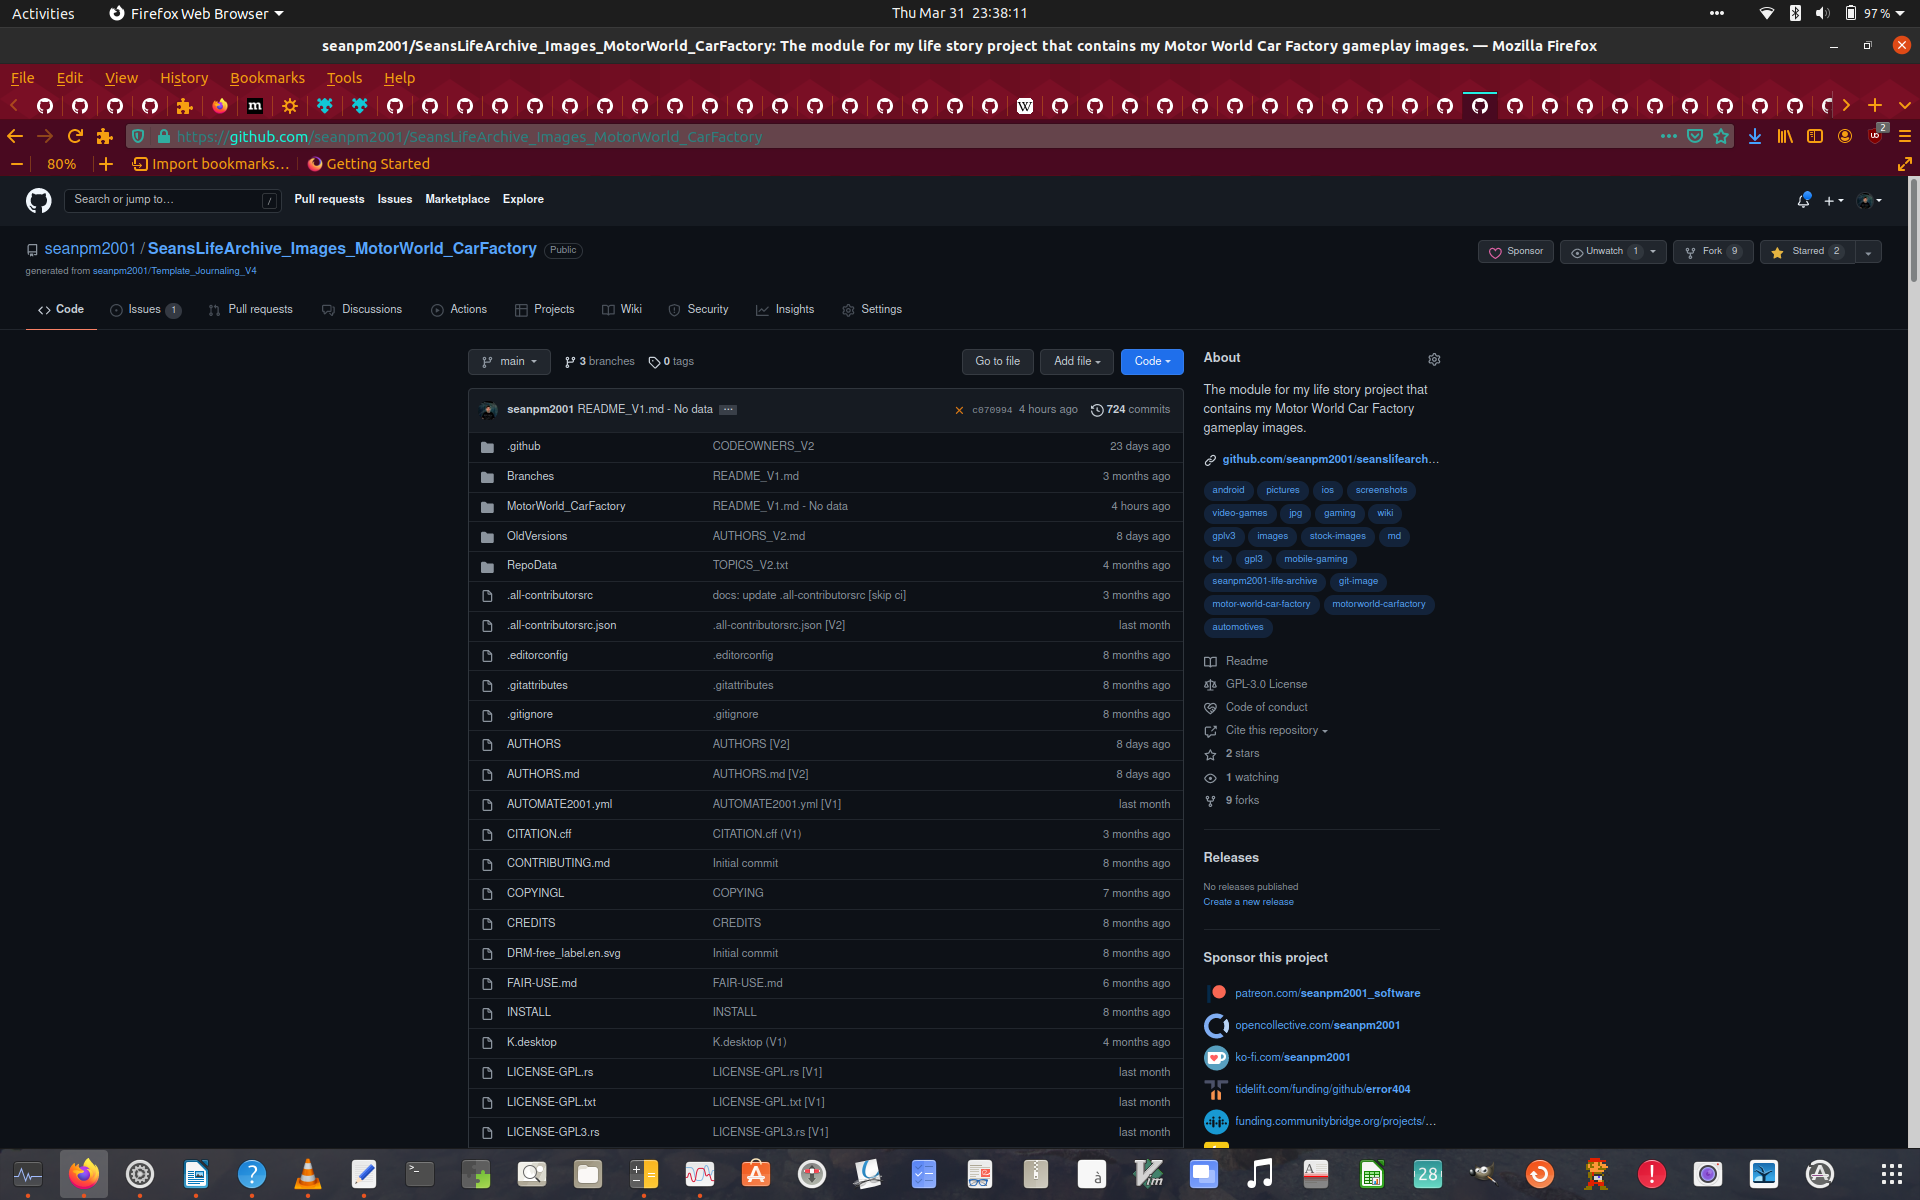 Activities Firefox Web Browser Thu Mar 31 23:38:11 97 %
seanpm2001/SeansLifeArchive_Images_MotorWorld_CarFactory: The module for my life story project that contains my Motor World Car Factory gameplay images. — Mozilla Firefox
File Edit View History Bookmarks Tools Help
https://github.com/seanpm2001/SeansLifeArchive_Images_MotorWorld_CarFactory 2
80% Import bookmarks… Getting Started
Search or jump to… / Pull requests Issues Marketplace Explore
seanpm2001 / SeansLifeArchive_Images_MotorWorld_CarFactory Public Sponsor Unwatch 1 Fork 9 Starred 2
generated from seanpm2001/Template_Journaling_V4
Code Issues 1 Pull requests Discussions Actions Projects Wiki Security Insights Settings
main 3 branches 0 tags Go to file Add file Code
seanpm2001 README_V1.md - No data c070994 4 hours ago 724 commits
.github CODEOWNERS_V2 23 days ago
Branches README_V1.md 3 months ago
MotorWorld_CarFactory README_V1.md - No data 4 hours ago
OldVersions AUTHORS_V2.md 8 days ago
RepoData TOPICS_V2.txt 4 months ago
.all-contributorsrc docs: update .all-contributorsrc [skip ci] 3 months ago
.all-contributorsrc.json .all-contributorsrc.json [V2] last month
.editorconfig .editorconfig 8 months ago
.gitattributes .gitattributes 8 months ago
.gitignore .gitignore 8 months ago
AUTHORS AUTHORS [V2] 8 days ago
AUTHORS.md AUTHORS.md [V2] 8 days ago
AUTOMATE2001.yml AUTOMATE2001.yml [V1] last month
CITATION.cff CITATION.cff (V1) 3 months ago
CONTRIBUTING.md Initial commit 8 months ago
COPYINGL COPYING 7 months ago
CREDITS CREDITS 8 months ago
DRM-free_label.en.svg Initial commit 8 months ago
FAIR-USE.md FAIR-USE.md 6 months ago
INSTALL INSTALL 8 months ago
K.desktop K.desktop (V1) 4 months ago
LICENSE-GPL.rs LICENSE-GPL.rs [V1] last month
LICENSE-GPL.txt LICENSE-GPL.txt [V1] last month
LICENSE-GPL3.rs LICENSE-GPL3.rs [V1] last month
About
The module for my life story project that
contains my Motor World Car Factory
gameplay images.
github.com/seanpm2001/seanslifearch…
android pictures ios screenshots
video-games jpg gaming wiki
gplv3 images stock-images md
txt gpl3 mobile-gaming
seanpm2001-life-archive git-image
motor-world-car-factory motorworld-carfactory
automotives
Readme
GPL-3.0 License
Code of conduct
Cite this repository
2 stars
1 watching
9 forks
Releases
No releases published
Create a new release
Sponsor this project
patreon.com/seanpm2001_software
opencollective.com/seanpm2001
ko-fi.com/seanpm2001
tidelift.com/funding/github/error404
funding.communitybridge.org/projects/…
28